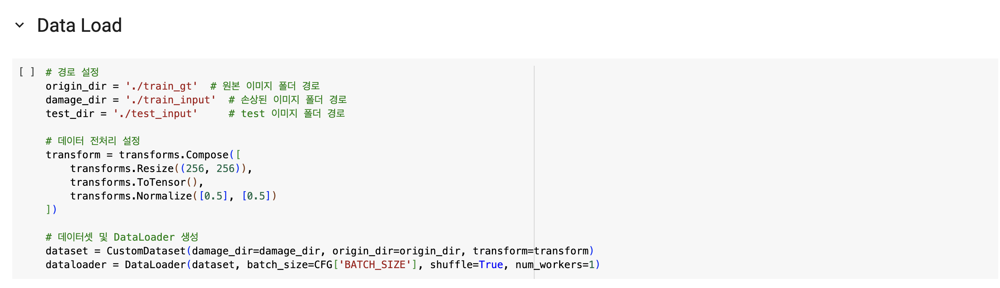 Data Load
[ ] # 경로 설정
origin_dir = './train_gt'  # 원본 이미지 폴더 경로
damage_dir = './train_input'  # 손상된 이미지 폴더 경로
test_dir = './test_input'     # test 이미지 폴더 경로
# 데이터 전처리 설정
transform = transforms.Compose([
    transforms.Resize((256, 256)),
    transforms.ToTensor(),
    transforms.Normalize([0.5], [0.5])
])
# 데이터셋 및 DataLoader 생성
dataset = CustomDataset(damage_dir=damage_dir, origin_dir=origin_dir, transform=transform)
dataloader = DataLoader(dataset, batch_size=CFG['BATCH_SIZE'], shuffle=True, num_workers=1)